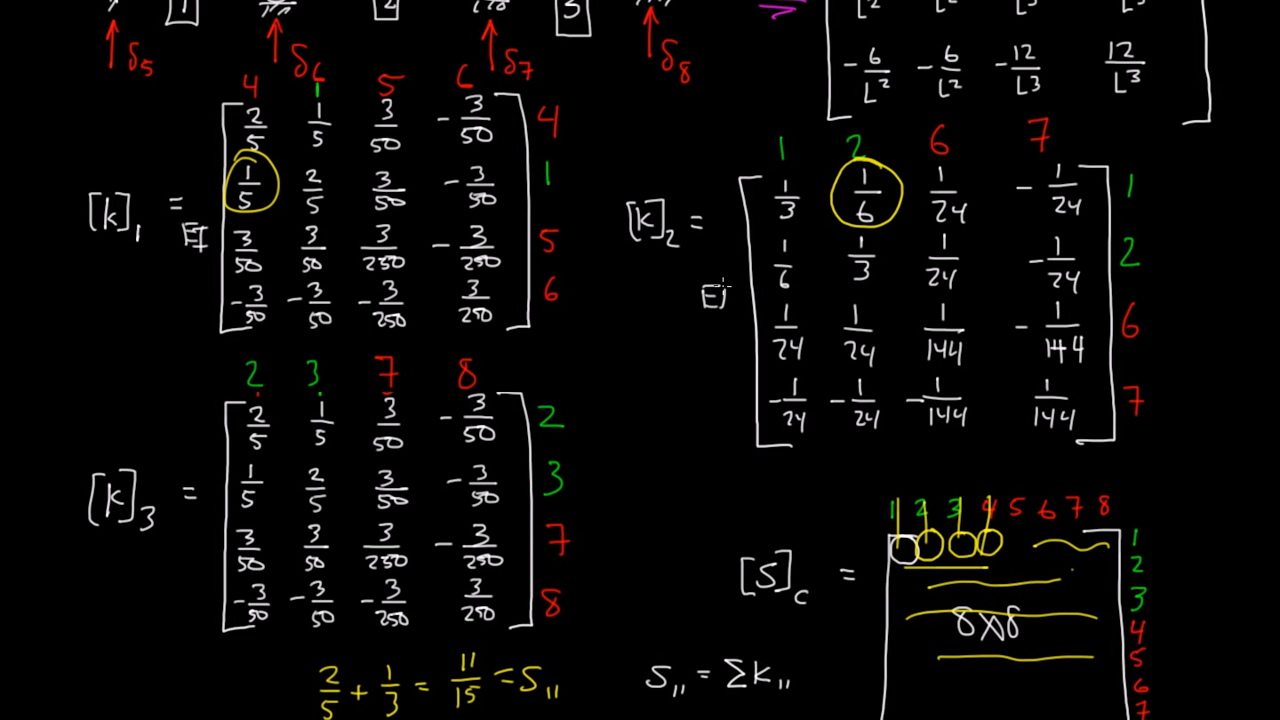 1 2 3
δ5 δ6 δ7 δ8
L² L² L³ L³
-6/L² -6/L² -12/L³ 12/L³
4 1 5 6
[k]₁ = EI
2/5 1/5 3/50 -3/50 4
1/5 2/5 3/50 -3/50 1
3/50 3/50 3/250 -3/250 5
-3/50 -3/50 -3/250 3/250 6
1 2 6 7
[k]₂ = EI
1/3 1/6 1/24 -1/24 1
1/6 1/3 1/24 -1/24 2
1/24 1/24 1/144 -1/144 6
-1/24 -1/24 -1/144 1/144 7
2 3 7 8
[k]₃ =
2/5 1/5 3/50 -3/50 2
1/5 2/5 3/50 -3/50 3
3/50 3/50 3/250 -3/250 7
-3/50 -3/50 -3/250 3/250 8
1 2 3 4 5 6 7 8
[S]c = 8x8
1
2
3
4
5
6
7
2/5 + 1/3 = 11/15 = S₁₁
S₁₁ = ΣK₁₁